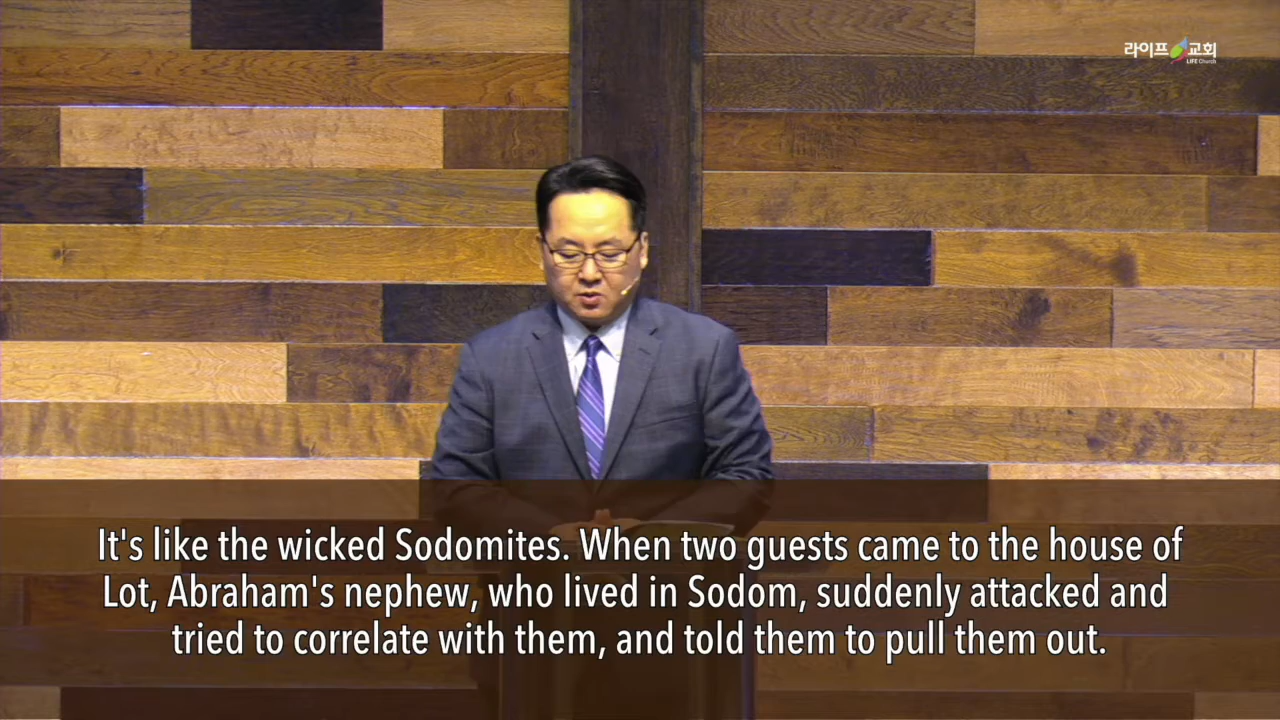 라이프교회
LIFE Church
It's like the wicked Sodomites. When two guests came to the house of
Lot, Abraham's nephew, who lived in Sodom, suddenly attacked and
tried to correlate with them, and told them to pull them out.